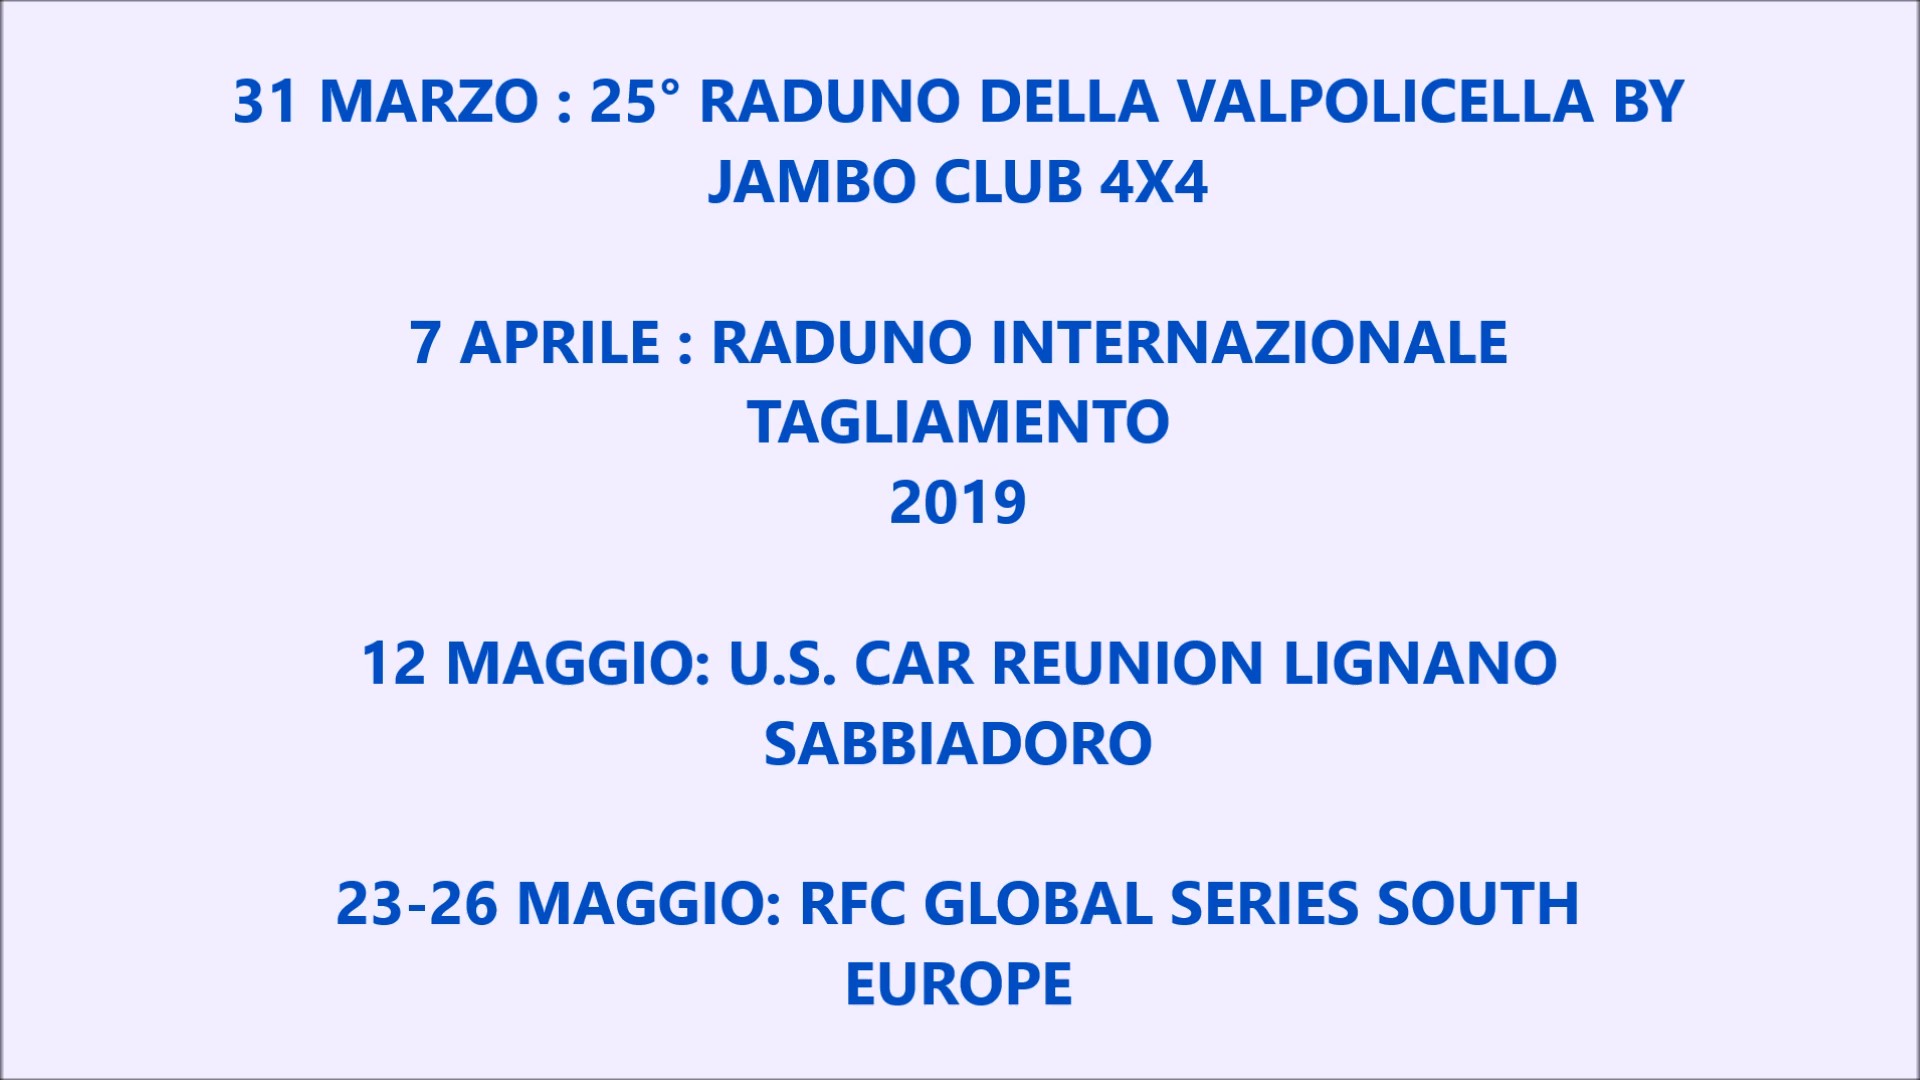 31 MARZO : 25° RADUNO DELLA VALPOLICELLA BY
JAMBO CLUB 4X4
7 APRILE : RADUNO INTERNAZIONALE
TAGLIAMENTO
2019
12 MAGGIO: U.S. CAR REUNION LIGNANO
SABBIADORO
23-26 MAGGIO: RFC GLOBAL SERIES SOUTH
EUROPE